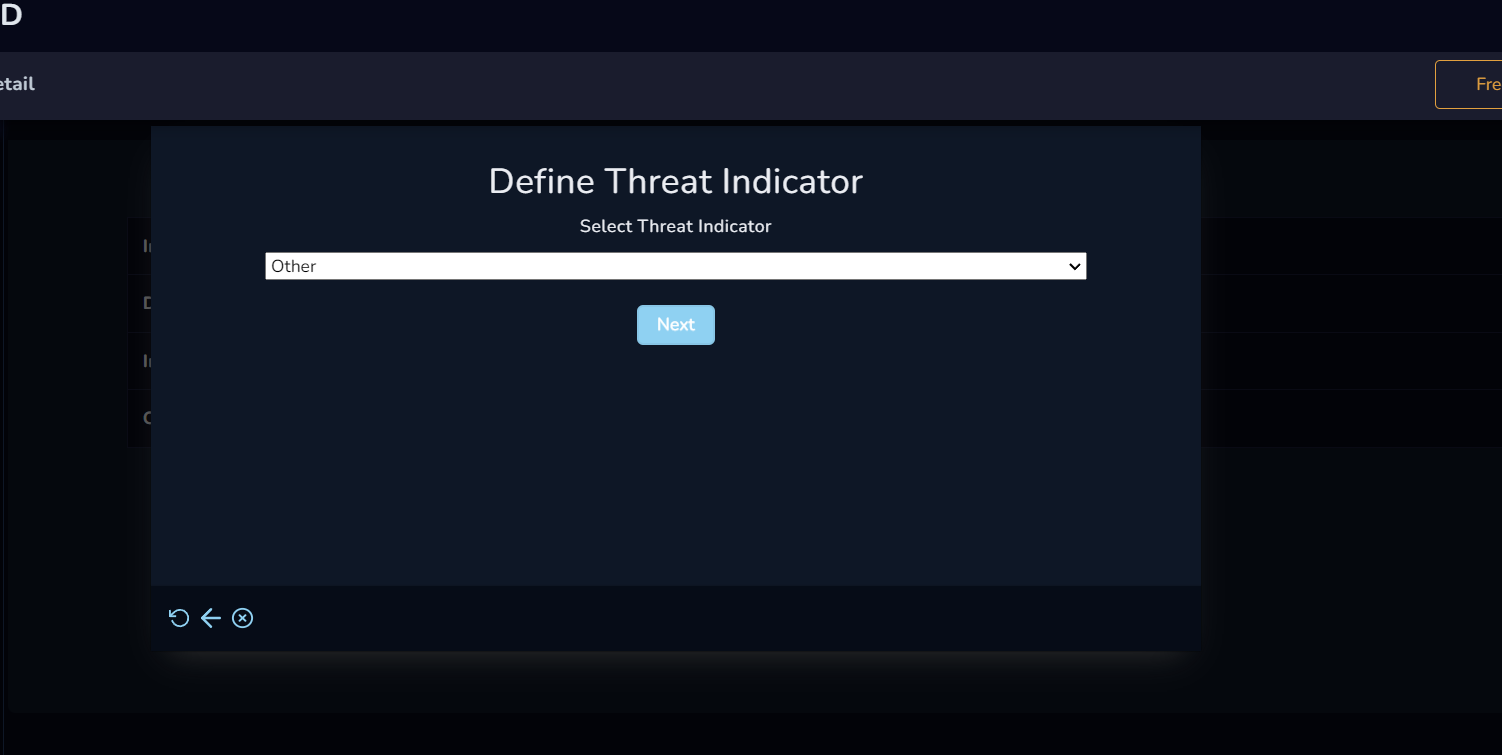 D
etail
Fre
Define Threat Indicator
Select Threat Indicator
Other
Next